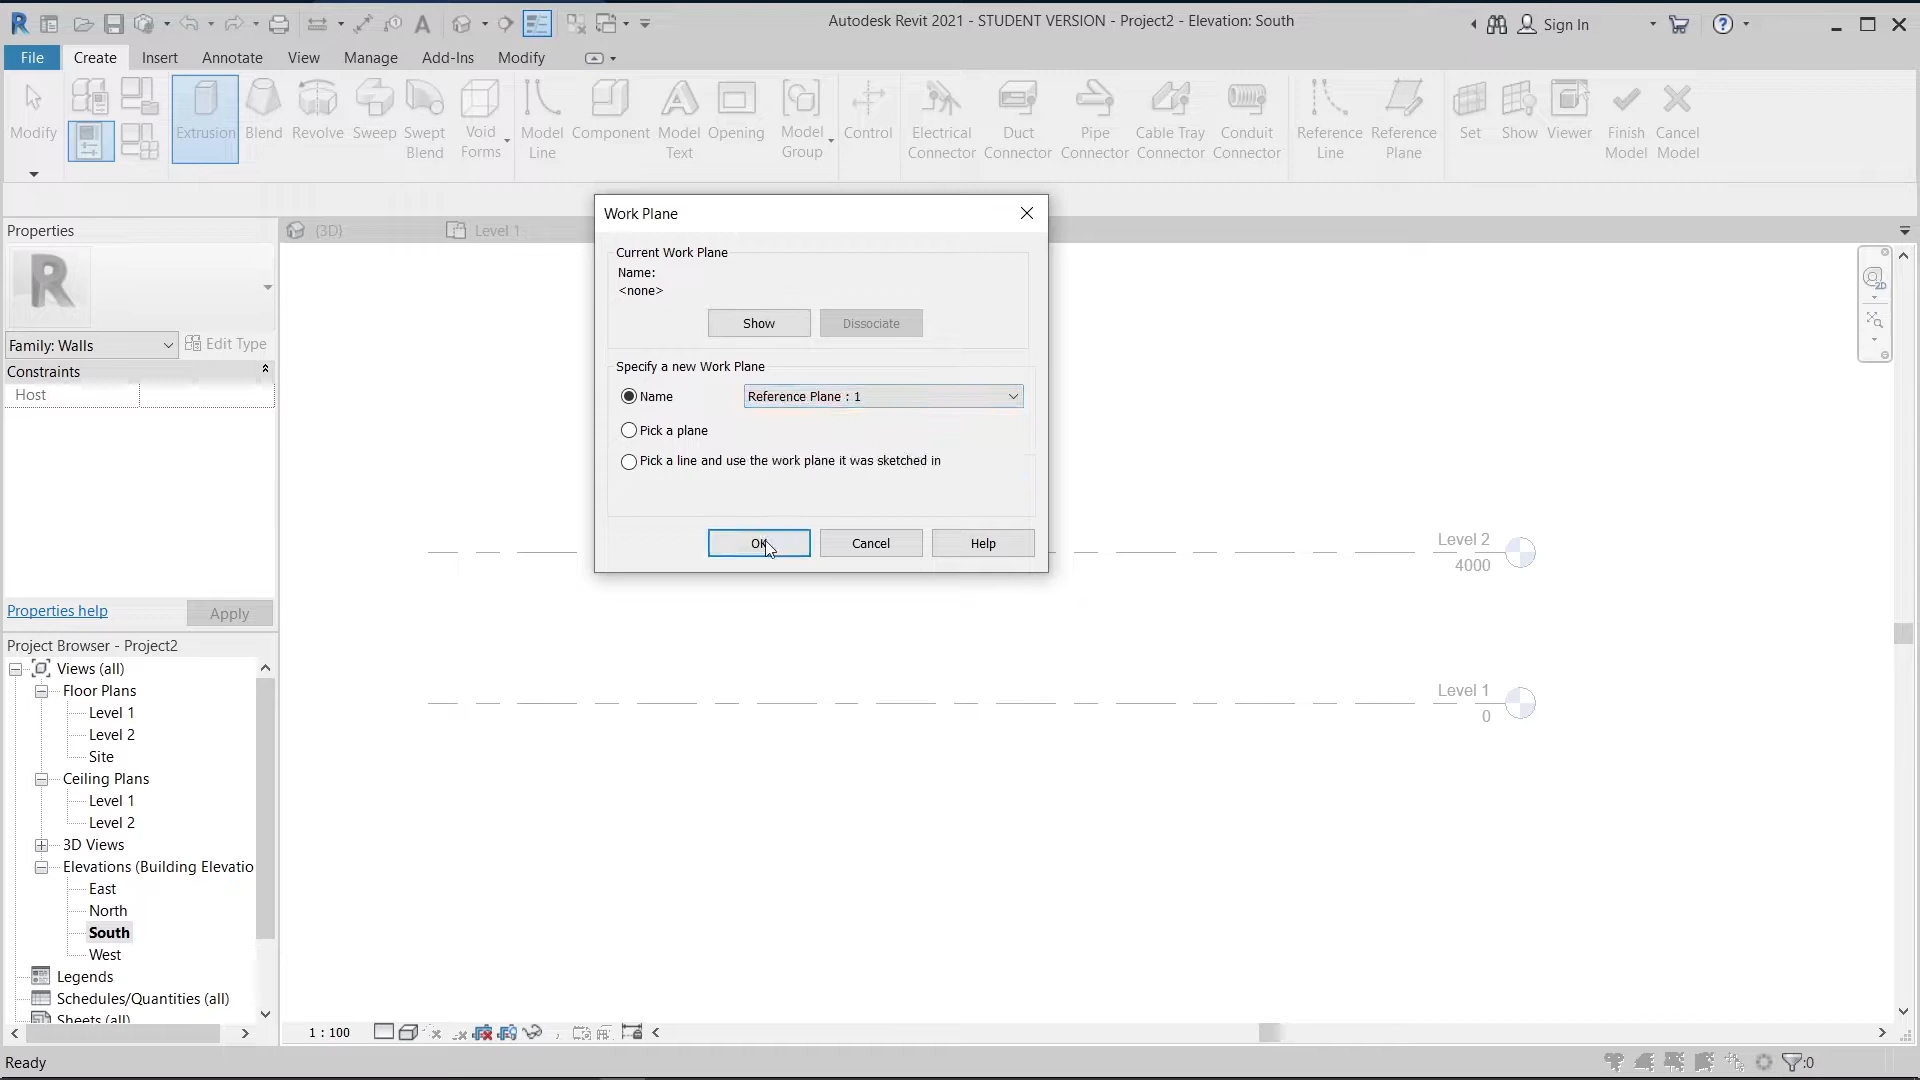 Autodesk Revit 2021 - STUDENT VERSION - Project2 - Elevation: South
Sign In
File Create Insert Annotate View Manage Add-Ins Modify
Modify
Extrusion
Blend
Revolve
Sweep
Swept
Blend
Void
Forms
Model
Line
Component
Model
Text
Opening
Model
Group
Control
Electrical
Connector
Duct
Connector
Pipe
Connector
Cable Tray
Connector
Conduit
Connector
Reference
Line
Reference
Plane
Set
Show
Viewer
Finish
Model
Cancel
Model
Properties
Family: Walls
Edit Type
Constraints
Host
Properties help
Apply
Project Browser - Project2
Views (all)
Floor Plans
Level 1
Level 2
Site
Ceiling Plans
Level 1
Level 2
3D Views
Elevations (Building Elevatio
East
North
South
West
Legends
Schedules/Quantities (all)
Sheets (all)
(3D)
Level 1
Work Plane
Current Work Plane
Name:
<none>
Show
Dissociate
Specify a new Work Plane
Name
Reference Plane : 1
Pick a plane
Pick a line and use the work plane it was sketched in
OK
Cancel
Help
Level 2
4000
Level 1
0
2D
1 : 100
Ready
:0